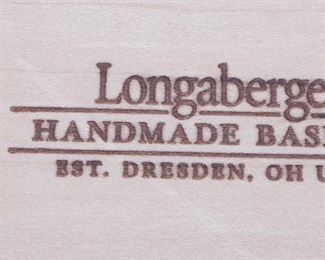 Longaberge
HANDMADE BAS
EST. DRESDEN, OH U